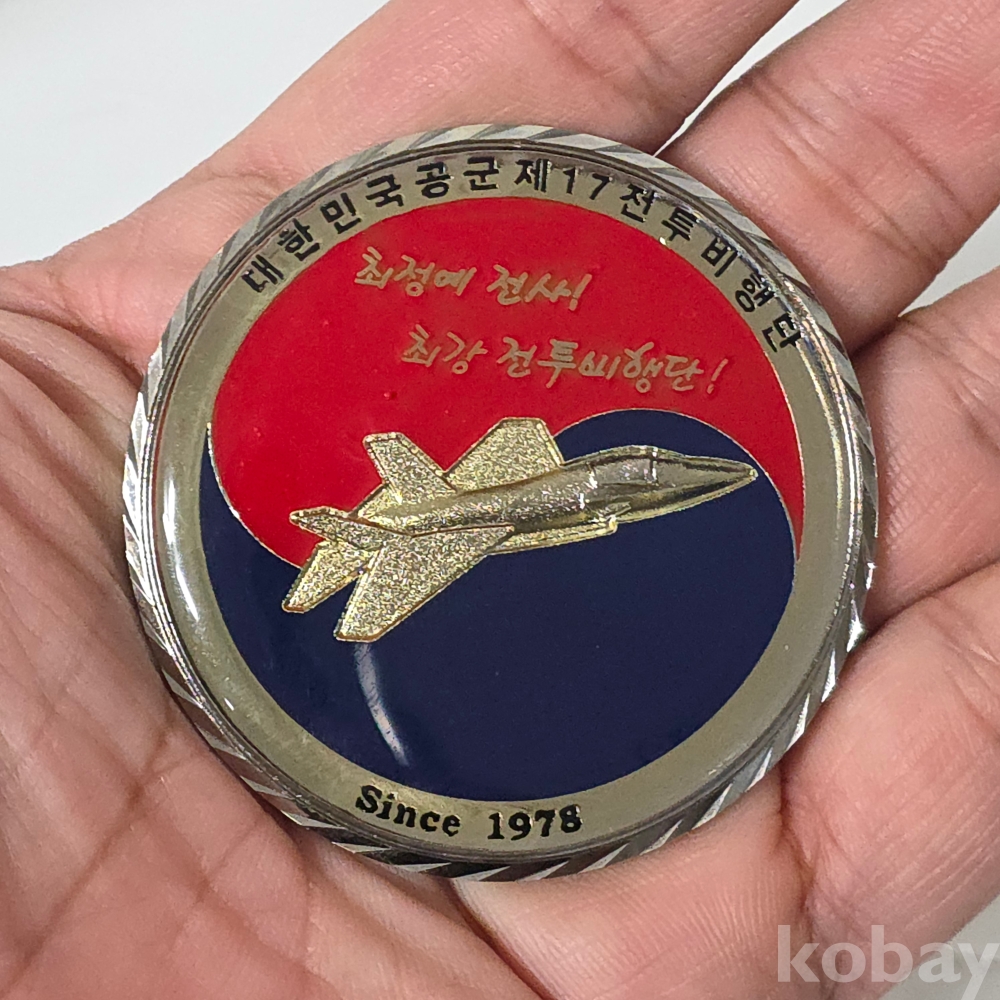 대한민국공군제17전투비행단
최정예 전사!
최강 전투비행단!
Since 1978
kobay